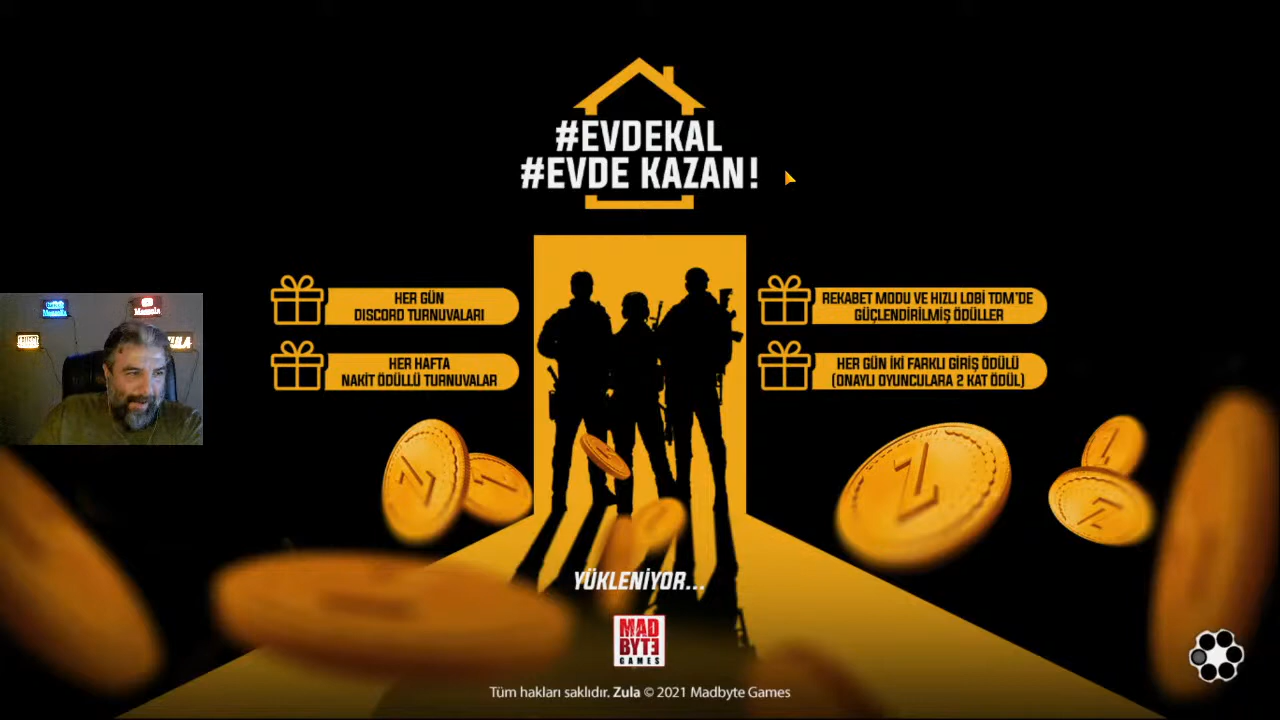 #EVDEKAL
#EVDE KAZAN!
HER GÜN
DISCORD TURNUVALARI
REKABET MODU VE HIZLI LOBİ TDM'DE
GÜÇLENDİRİLMİŞ ÖDÜLLER
HER HAFTA
NAKİT ÖDÜLLÜ TURNUVALAR
HER GÜN İKİ FARKLI GİRİŞ ÖDÜLÜ
(ONAYLI OYUNCULARA 2 KAT ÖDÜL)
YÜKLENİYOR...
MAD
BYTE
GAMES
Tüm hakları saklıdır. Zula © 2021 Madbyte Games